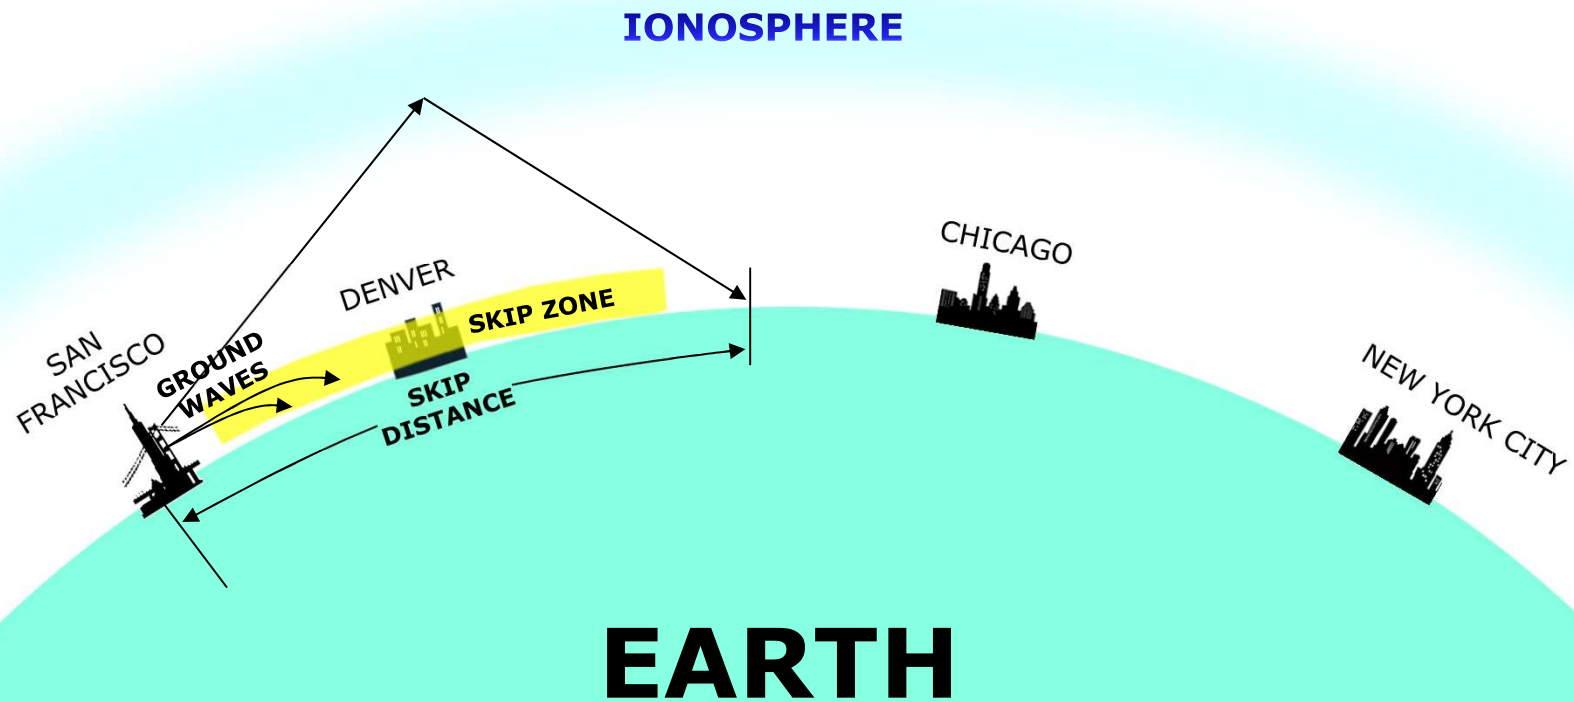 IONOSPHERE
SAN
FRANCISCO
GROUND
WAVES
DENVER
SKIP ZONE
SKIP
DISTANCE
CHICAGO
NEW YORK CITY
EARTH